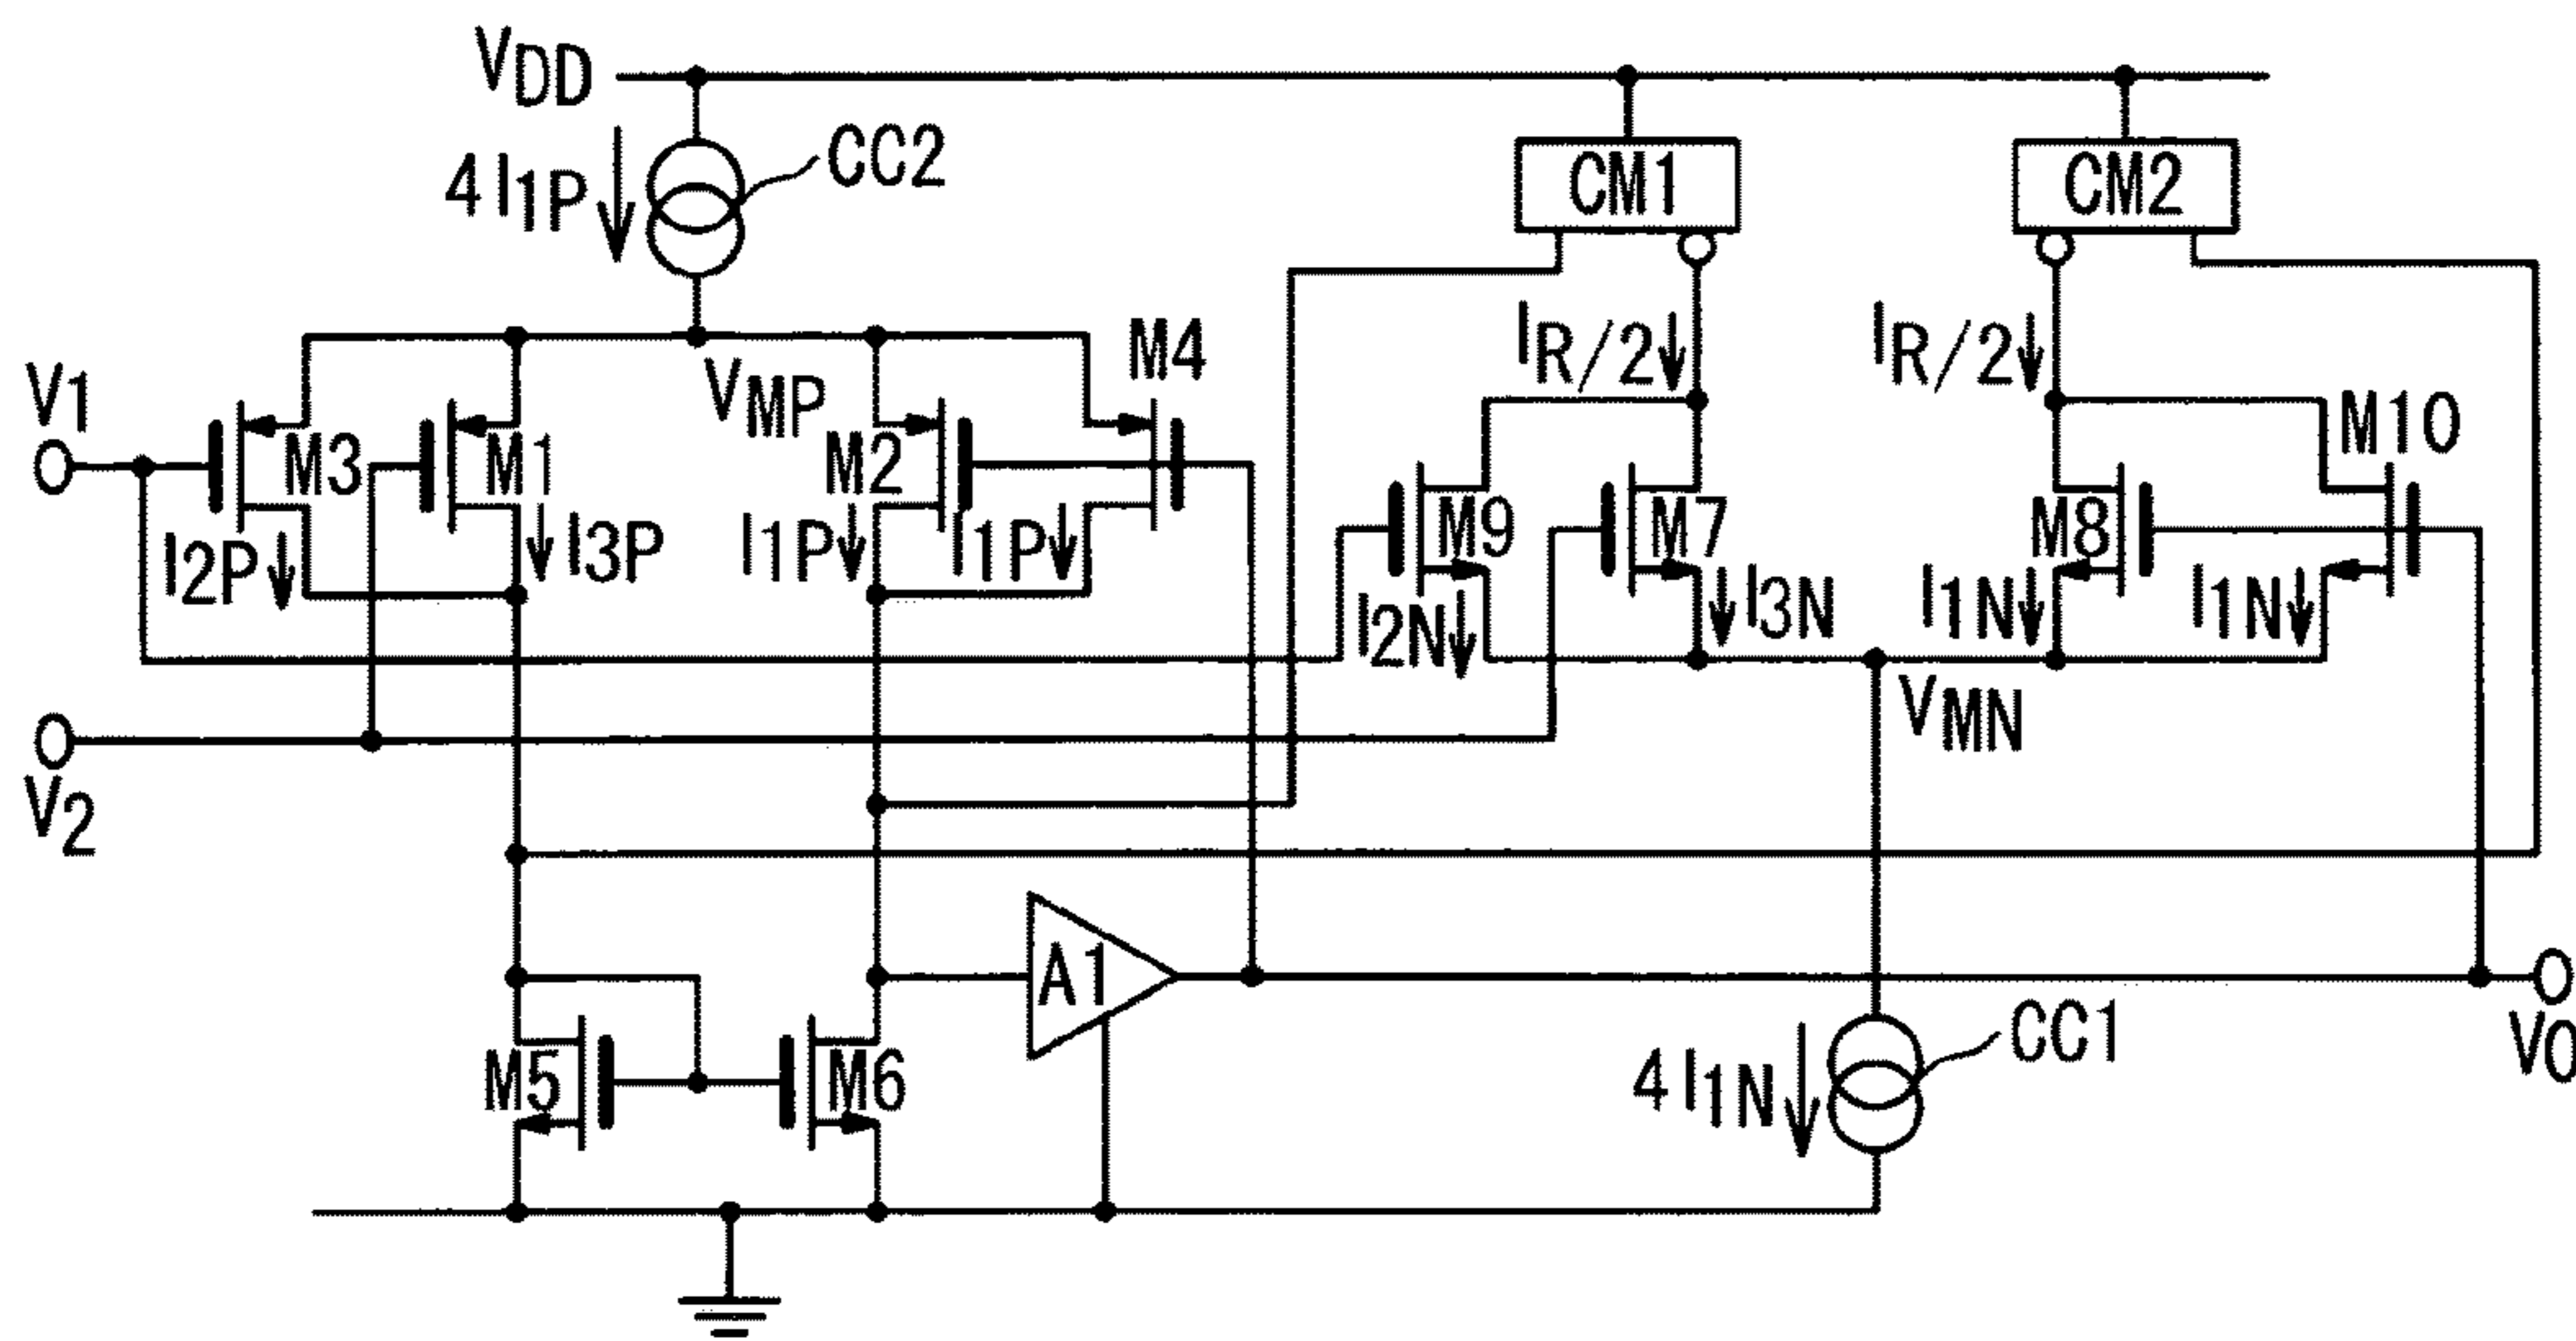 VDD
4I1P
CC2
CM1
CM2
V1
VMP
M4
IR/2
IR/2
M3
M1
M2
M10
I2P
I3P
I1P
I1P
M9
M7
M8
I2N
I3N
I1N
I1N
V2
VMN
A1
M5
M6
4I1N
CC1
VO